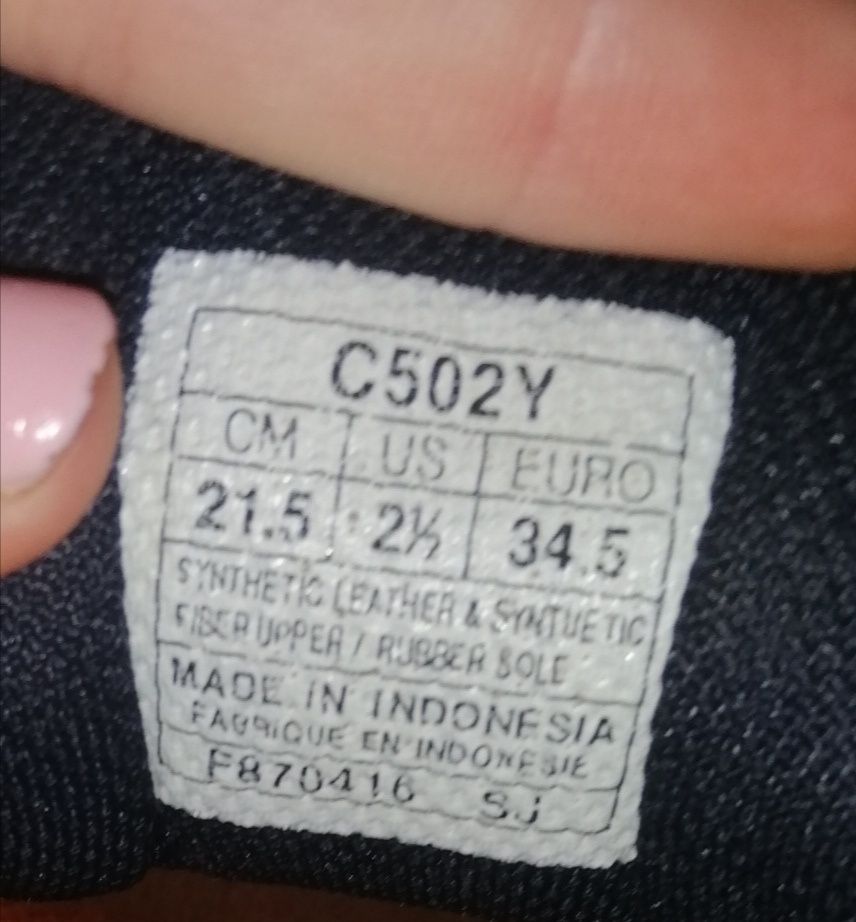 C502Y
CM US EURO
21.5 2½ 34.5
SYNTHETIC LEATHER & SYNTHETIC
FIBER UPPER / RUBBER SOLE
MADE IN INDONESIA
FABRIQUE EN INDONESIE
F870416 SJ